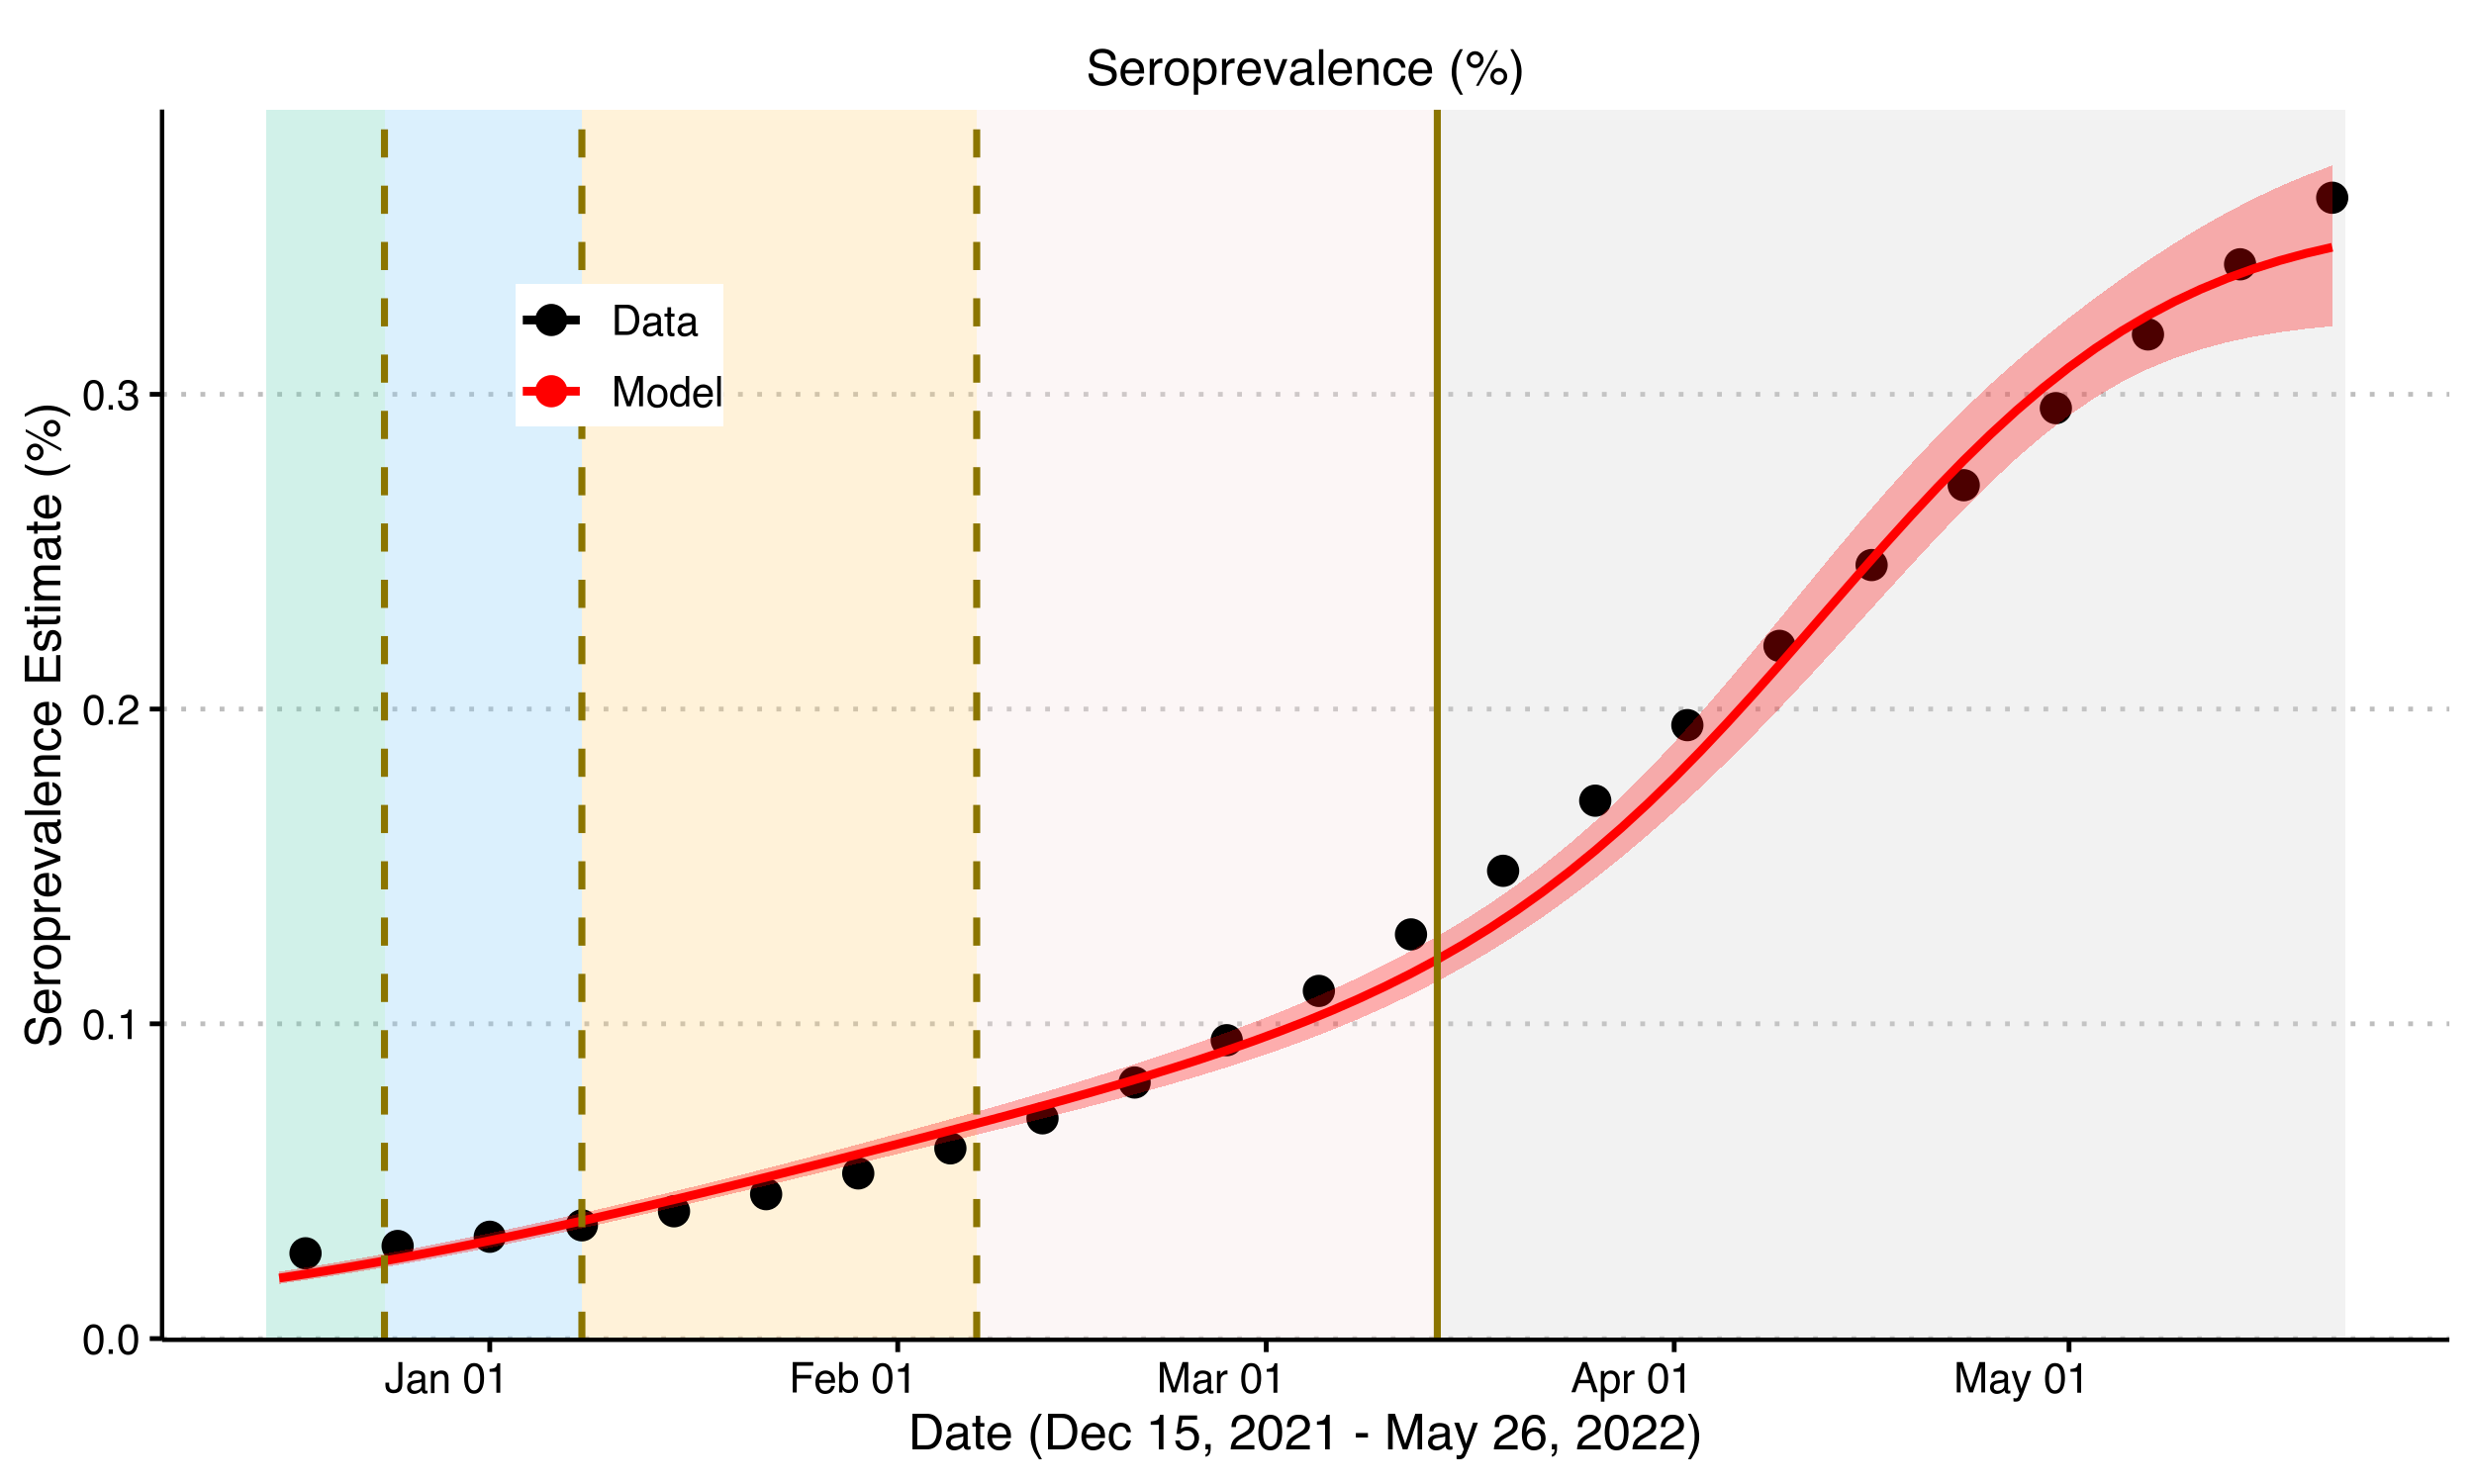 Seroprevalence (%)
Seroprevalence Estimate (%)
0.3
0.2
0.1
0.0
Data
Model
Jan 01
Feb 01
Mar 01
Apr 01
May 01
Date (Dec 15, 2021 - May 26, 2022)